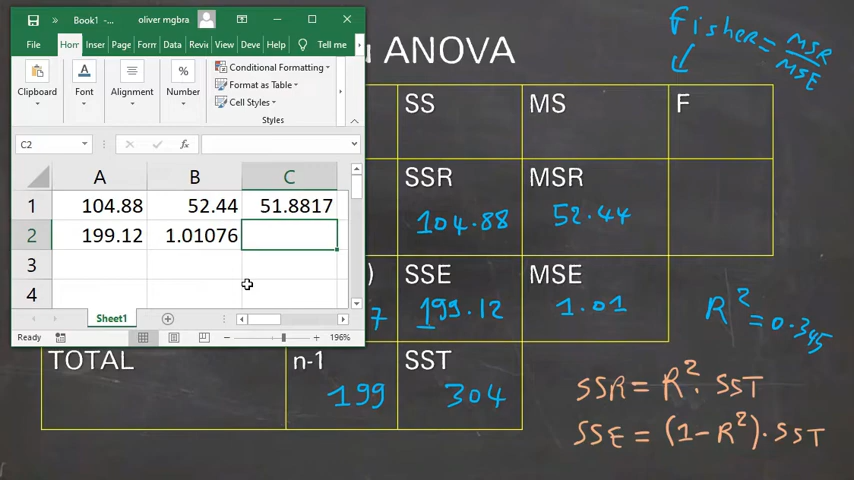 Book1 -...
oliver mgbra
File
Hom
Inser
Page
Form
Data
Revie
View
Deve
Help
Tell me
Clipboard
Font
Alignment
%
Number
Conditional Formatting
Format as Table
Cell Styles
Styles
C2
fx
A B C
1 104.88 52.44 51.8817
2 199.12 1.01076
3
4
Sheet1
Ready
196%
ANOVA
Fisher = MSR / MSE
SS MS F
SSR MSR
104.88 52.44
) SSE MSE
7 199.12 1.01
R² = 0.345
TOTAL n-1 SST
199 304
SSR = R². SST
SSE = (1-R²).SST